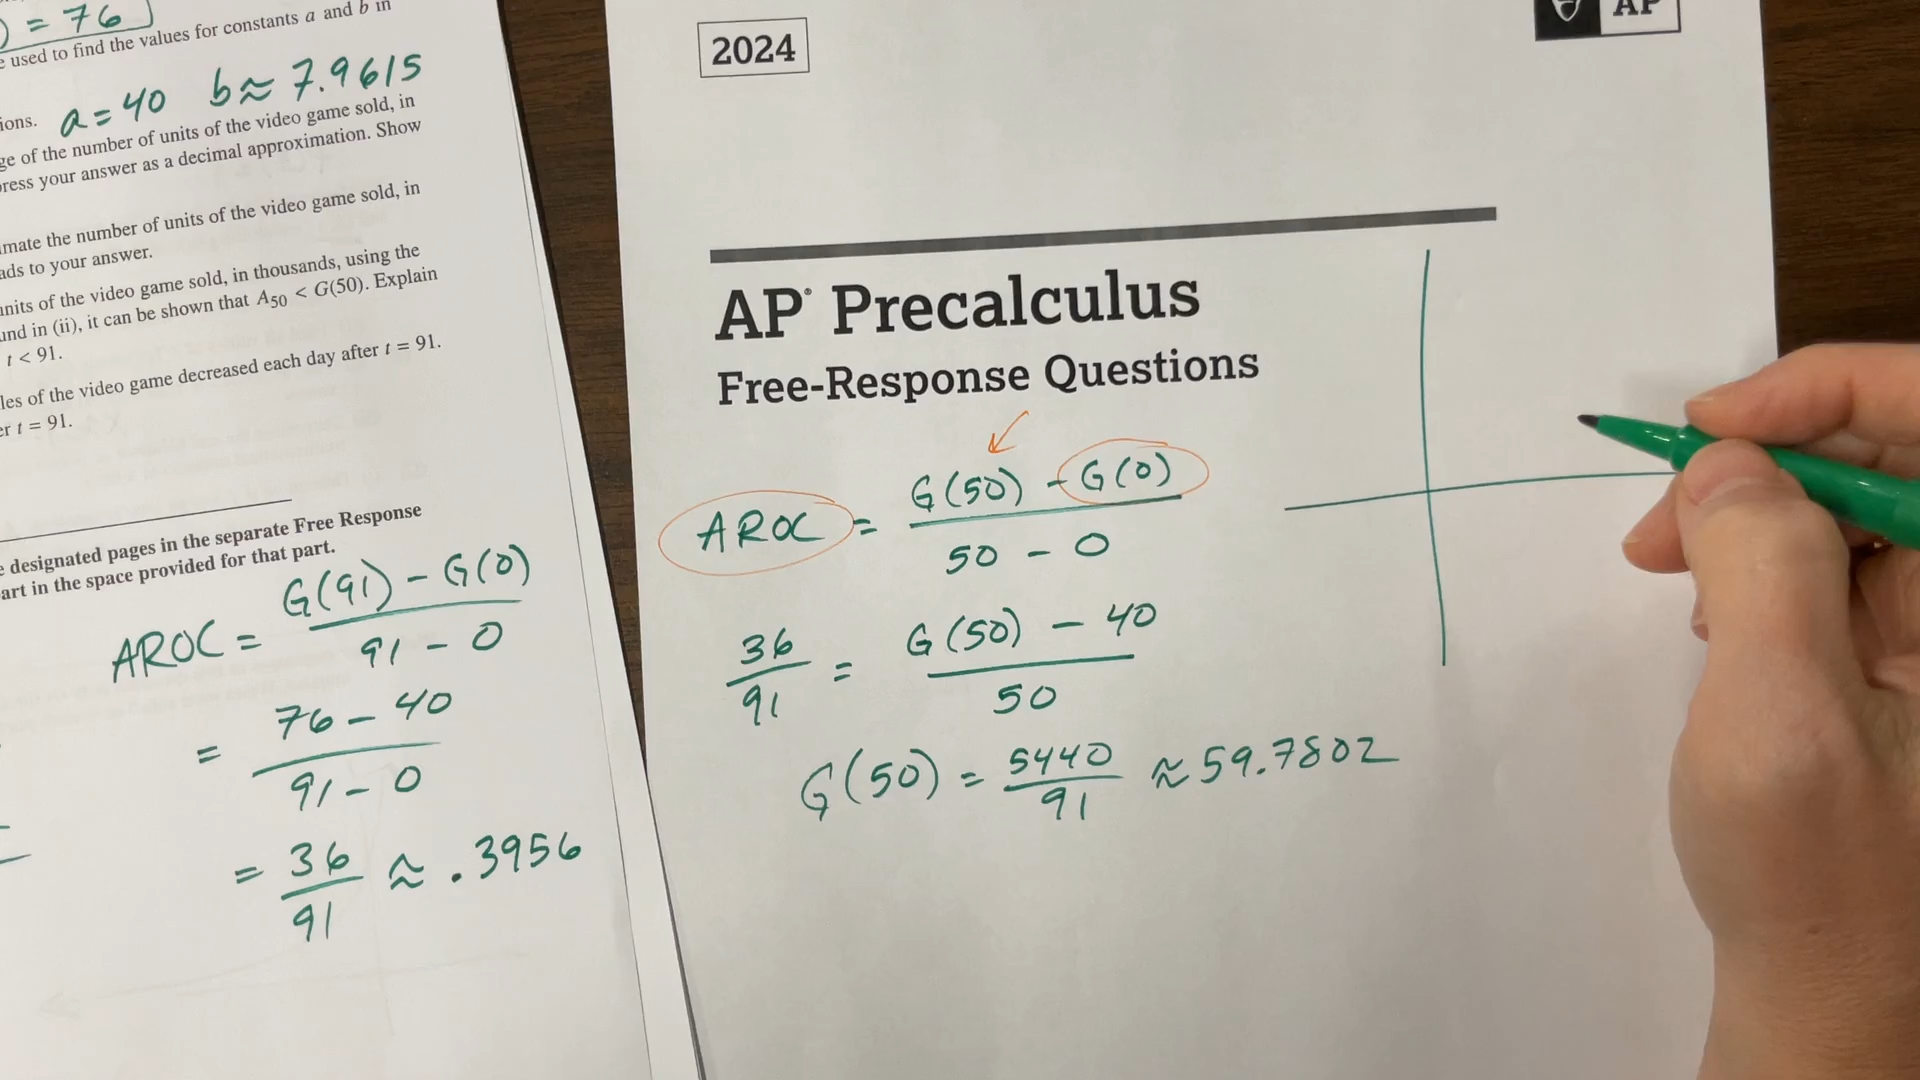 ) = 76
e used to find the values for constants a and b in
ions. a = 40 b ≈ 7.9615
ge of the number of units of the video game sold, in
ress your answer as a decimal approximation. Show
imate the number of units of the video game sold, in
ads to your answer.
units of the video game sold, in thousands, using the
und in (ii), it can be shown that A50 < G(50). Explain
t < 91.
les of the video game decreased each day after t = 91.
er t = 91.
e designated pages in the separate Free Response
art in the space provided for that part.
AROC = G(91) - G(0) / 91 - 0
= 76 - 40 / 91 - 0
= 36 / 91 ≈ .3956
2024
AP
AP® Precalculus
Free-Response Questions
AROC = G(50) - G(0) / 50 - 0
36 / 91 = G(50) - 40 / 50
G(50) = 5440 / 91 ≈ 59.7802